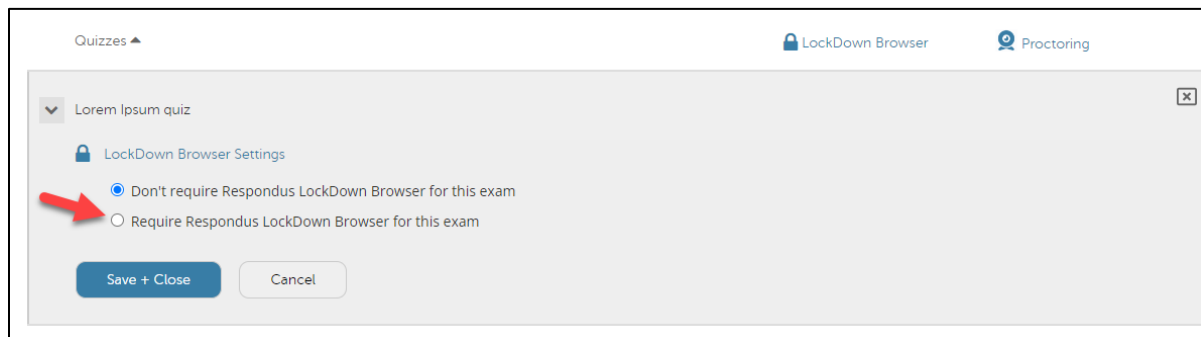 Quizzes LockDown Browser Proctoring
Lorem Ipsum quiz
LockDown Browser Settings
Don't require Respondus LockDown Browser for this exam
Require Respondus LockDown Browser for this exam
Save + Close Cancel